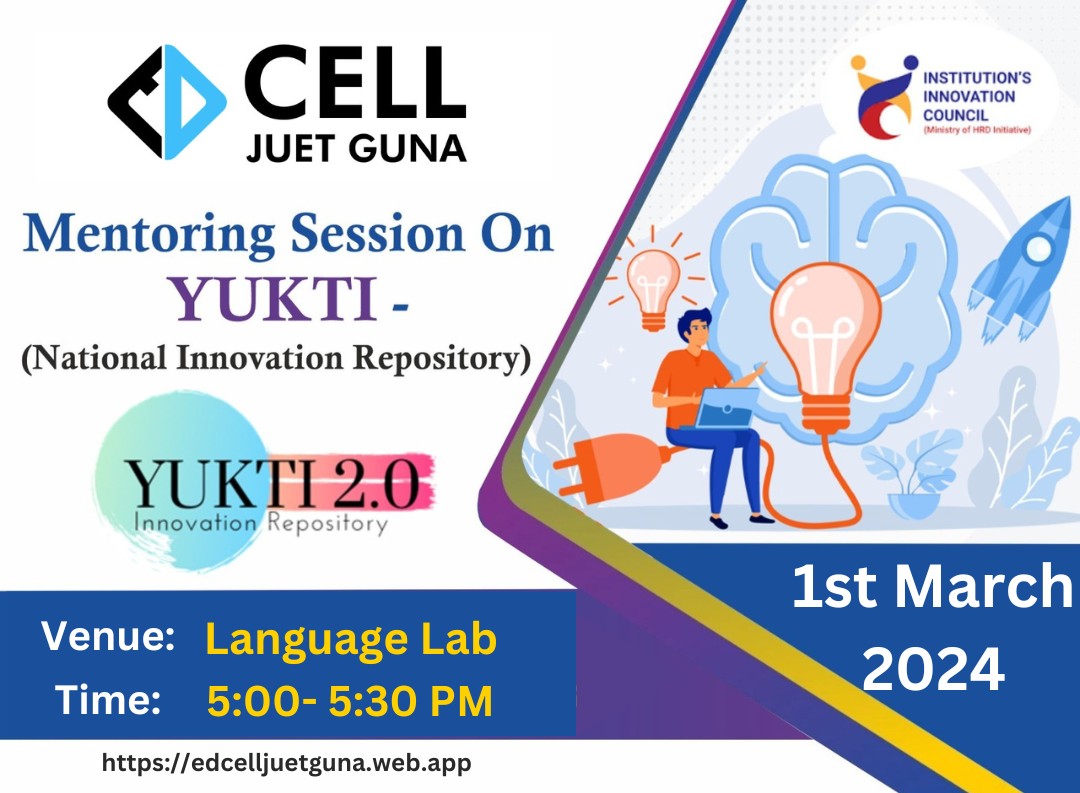 ED CELL
JUET GUNA
INSTITUTION'S
INNOVATION
COUNCIL
(Ministry of HRD Initiative)
Mentoring Session On
YUKTI -
(National Innovation Repository)
YUKTI 2.0
Innovation Repository
1st March
2024
Venue: Language Lab
Time: 5:00- 5:30 PM
https://edcelljuetguna.web.app